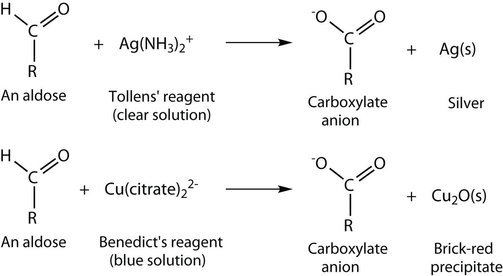 H
C
O
R
+ Ag(NH3)2+
-O
C
O
R
+ Ag(s)
An aldose
Tollens' reagent
(clear solution)
Carboxylate
anion
Silver
H
C
O
R
+ Cu(citrate)22-
-O
C
O
R
+ Cu2O(s)
An aldose
Benedict's reagent
(blue solution)
Carboxylate
anion
Brick-red
precipitate